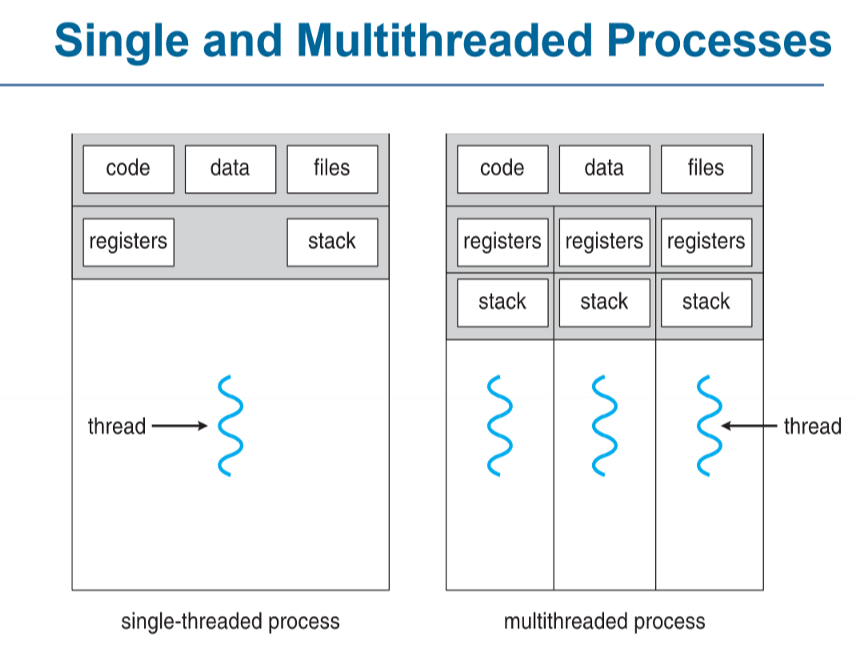 Single and Multithreaded Processes
code data files
registers stack
thread
single-threaded process
code data files
registers registers registers
stack stack stack
thread
multithreaded process